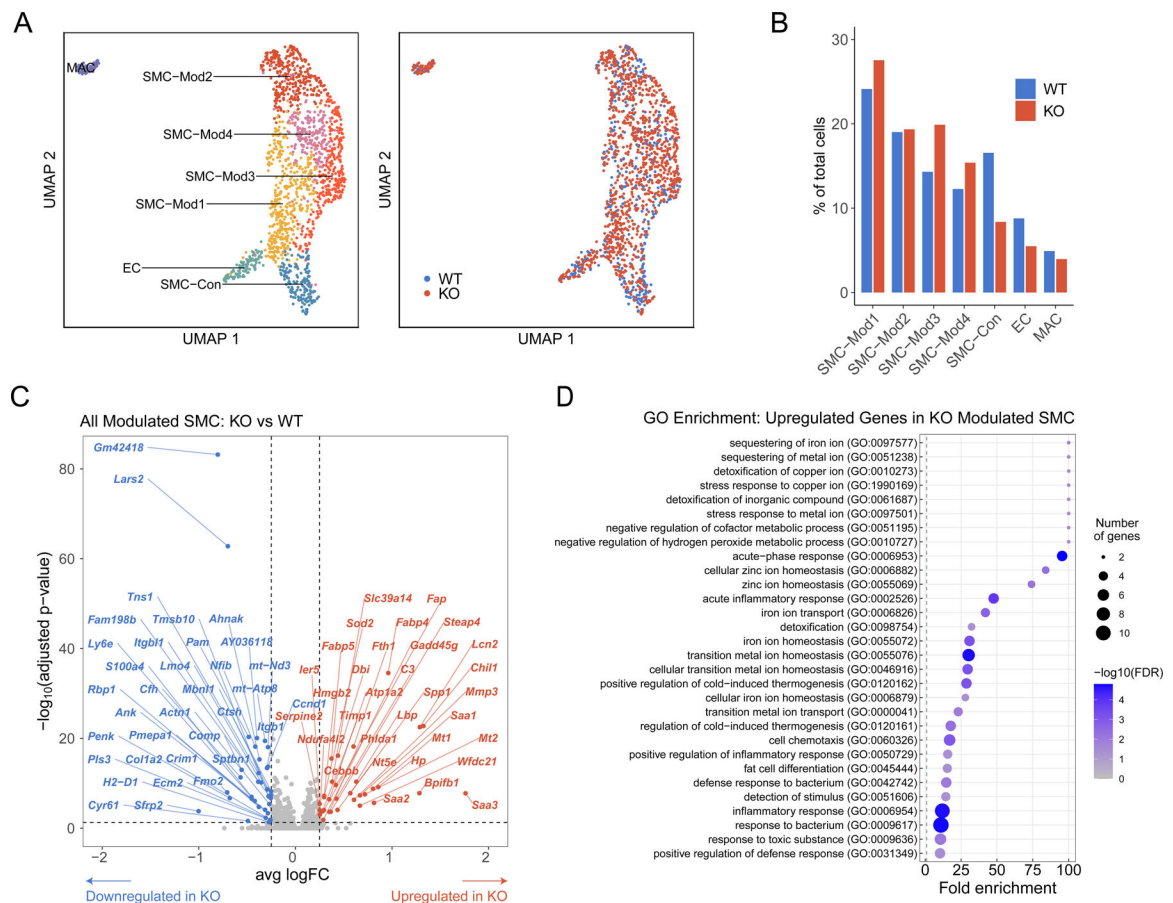 A
MAC
SMC-Mod2
SMC-Mod4
SMC-Mod3
SMC-Mod1
EC
SMC-Con
UMAP 2
UMAP 1
UMAP 2
WT
KO
UMAP 1
B
% of total cells
30
20
10
0
WT
KO
SMC-Mod1
SMC-Mod2
SMC-Mod3
SMC-Mod4
SMC-Con
EC
MAC
C
All Modulated SMC: KO vs WT
−log10(adjusted p-value)
80
60
40
20
0
Gm42418
Lars2
Tns1
Fam198b
Tmsb10
Ahnak
Ly6e
Itgbl1
Pam
AY036118
S100a4
Lmo4
Nfib
mt-Nd3
Rbp1
Cfh
Mbnl1
mt-Atp8
Ank
Actn1
Ctsh
Ccnd1
Itgb1
Penk
Pmepa1
Comp
Pls3
Col1a2
Crim1
Sptbn1
H2-D1
Ecm2
Fmo2
Cyr61
Sfrp2
Slc39a14
Fap
Sod2
Fabp4
Steap4
Fabp5
Fth1
Gadd45g
Lcn2
Ier5
Dbi
C3
Chil1
Hmgb2
Atp1a2
Spp1
Mmp3
Serpine2
Timp1
Lbp
Saa1
Ndufa4l2
Phlda1
Mt1
Mt2
Cebpb
Nt5e
Hp
Wfdc21
Saa2
Bpifb1
Saa3
−2
−1
0
1
2
avg logFC
Downregulated in KO
Upregulated in KO
D
GO Enrichment: Upregulated Genes in KO Modulated SMC
sequestering of iron ion (GO:0097577)
sequestering of metal ion (GO:0051238)
detoxification of copper ion (GO:0010273)
stress response to copper ion (GO:1990169)
detoxification of inorganic compound (GO:0061687)
stress response to metal ion (GO:0097501)
negative regulation of cofactor metabolic process (GO:0051195)
negative regulation of hydrogen peroxide metabolic process (GO:0010727)
acute-phase response (GO:0006953)
cellular zinc ion homeostasis (GO:0006882)
zinc ion homeostasis (GO:0055069)
acute inflammatory response (GO:0002526)
iron ion transport (GO:0006826)
detoxification (GO:0098754)
iron ion homeostasis (GO:0055072)
transition metal ion homeostasis (GO:0055076)
cellular transition metal ion homeostasis (GO:0046916)
positive regulation of cold-induced thermogenesis (GO:0120162)
cellular iron ion homeostasis (GO:0006879)
transition metal ion transport (GO:000041)
regulation of cold-induced thermogenesis (GO:0120161)
cell chemotaxis (GO:0060326)
positive regulation of inflammatory response (GO:0050729)
fat cell differentiation (GO:0045444)
defense response to bacterium (GO:0042742)
detection of stimulus (GO:0051606)
inflammatory response (GO:0006954)
response to bacterium (GO:0009617)
response to toxic substance (GO:0009636)
positive regulation of defense response (GO:0031349)
0
25
50
75
100
Fold enrichment
Number
of genes
2
4
6
8
10
−log10(FDR)
4
3
2
1
0